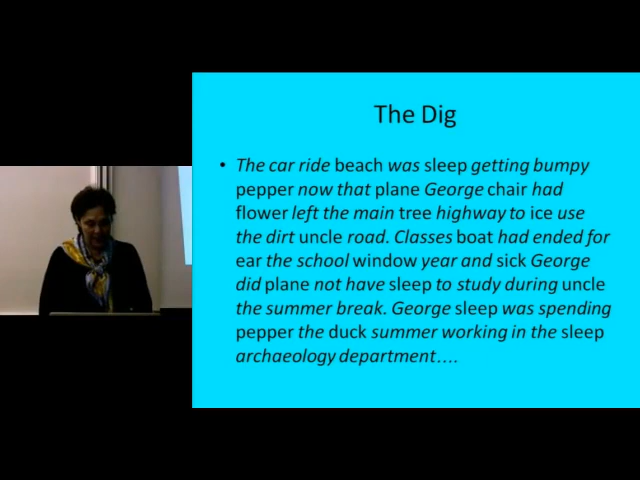 The Dig
• The car ride beach was sleep getting bumpy
pepper now that plane George chair had
flower left the main tree highway to ice use
the dirt uncle road. Classes boat had ended for
ear the school window year and sick George
did plane not have sleep to study during uncle
the summer break. George sleep was spending
pepper the duck summer working in the sleep
archaeology department….